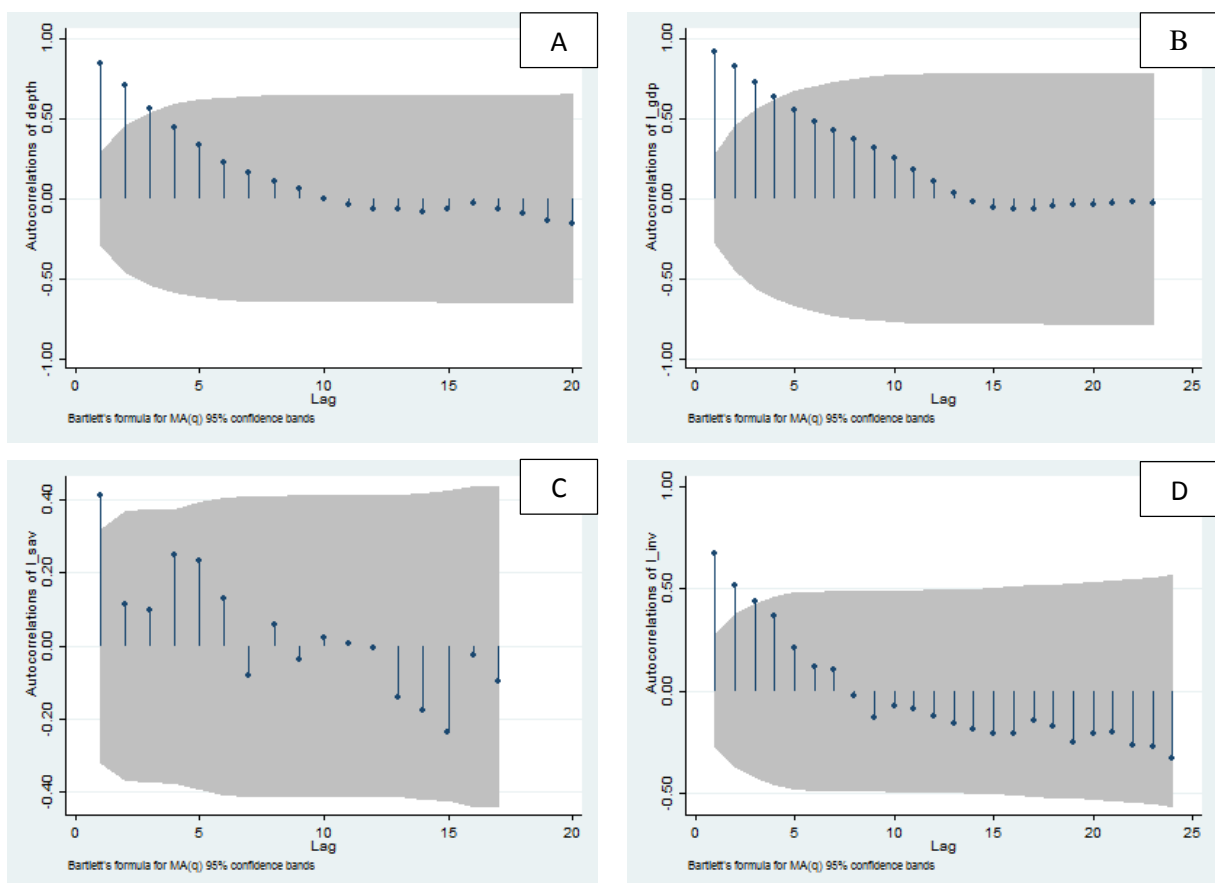 A
Autocorrelations of depth
1.00
0.50
0.00
-0.50
-1.00
0 5 10 15 20
Lag
Bartlett's formula for MA(q) 95% confidence bands
B
Autocorrelations of l_gdp
1.00
0.50
0.00
-0.50
-1.00
0 5 10 15 20 25
Lag
Bartlett's formula for MA(q) 95% confidence bands
C
Autocorrelations of l_sav
0.40
0.20
0.00
-0.20
-0.40
0 5 10 15 20
Lag
Bartlett's formula for MA(q) 95% confidence bands
D
Autocorrelations of l_inv
1.00
0.50
0.00
-0.50
0 5 10 15 20 25
Lag
Bartlett's formula for MA(q) 95% confidence bands